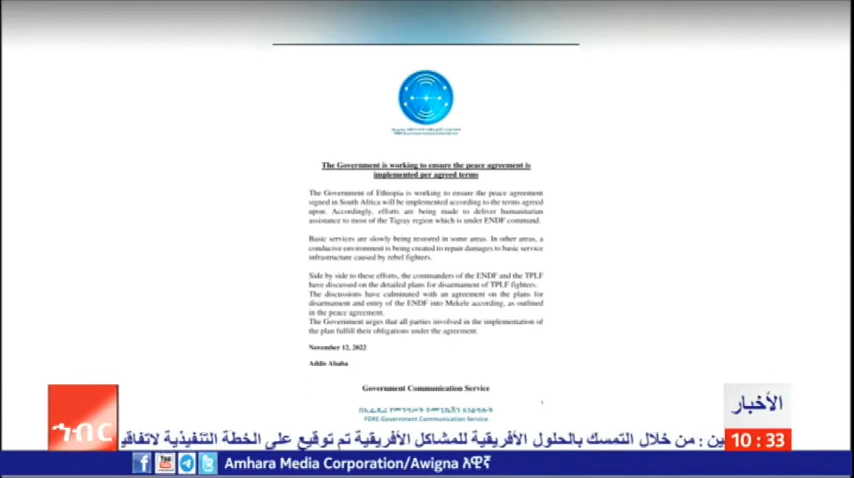 The Government is working to ensure the peace agreement is
implemented per agreed terms
The Government of Ethiopia is working to ensure the peace agreement
signed in South Africa will be implemented according to the terms agreed
upon. Accordingly, efforts are being made to deliver humanitarian
assistance to most of the Tigray region which is under ENDF command.
Basic services are slowly being restored in some areas. In other areas, a
conducive environment is being created to repair damages to basic service
infrastructure caused by rebel fighters.
Side by side to these efforts, the commanders of the ENDF and the TPLF
have discussed on the detailed plans for disarmament of TPLF fighters.
The discussions have culminated with an agreement on the plans for
disarmament and entry of the ENDF into Mekele according, as outlined
in the peace agreement.
The Government urges that all parties involved in the implementation of
the plan fulfill their obligations under the agreement.
November 12, 2022
Addis Ababa
Government Communication Service
1
በኢፌዲሪ የመንግሥት ኮሙኒኬሽን አገልግሎት
FDRE Government Communication Service
الأخبار
10 : 33
ኅብር
ين : من خلال التمسك بالحلول الأفريقية للمشاكل الأفريقية تم توقيع على الخطة التنفيذية لاتفاقي
Amhara Media Corporation/Awigna አዊኛ